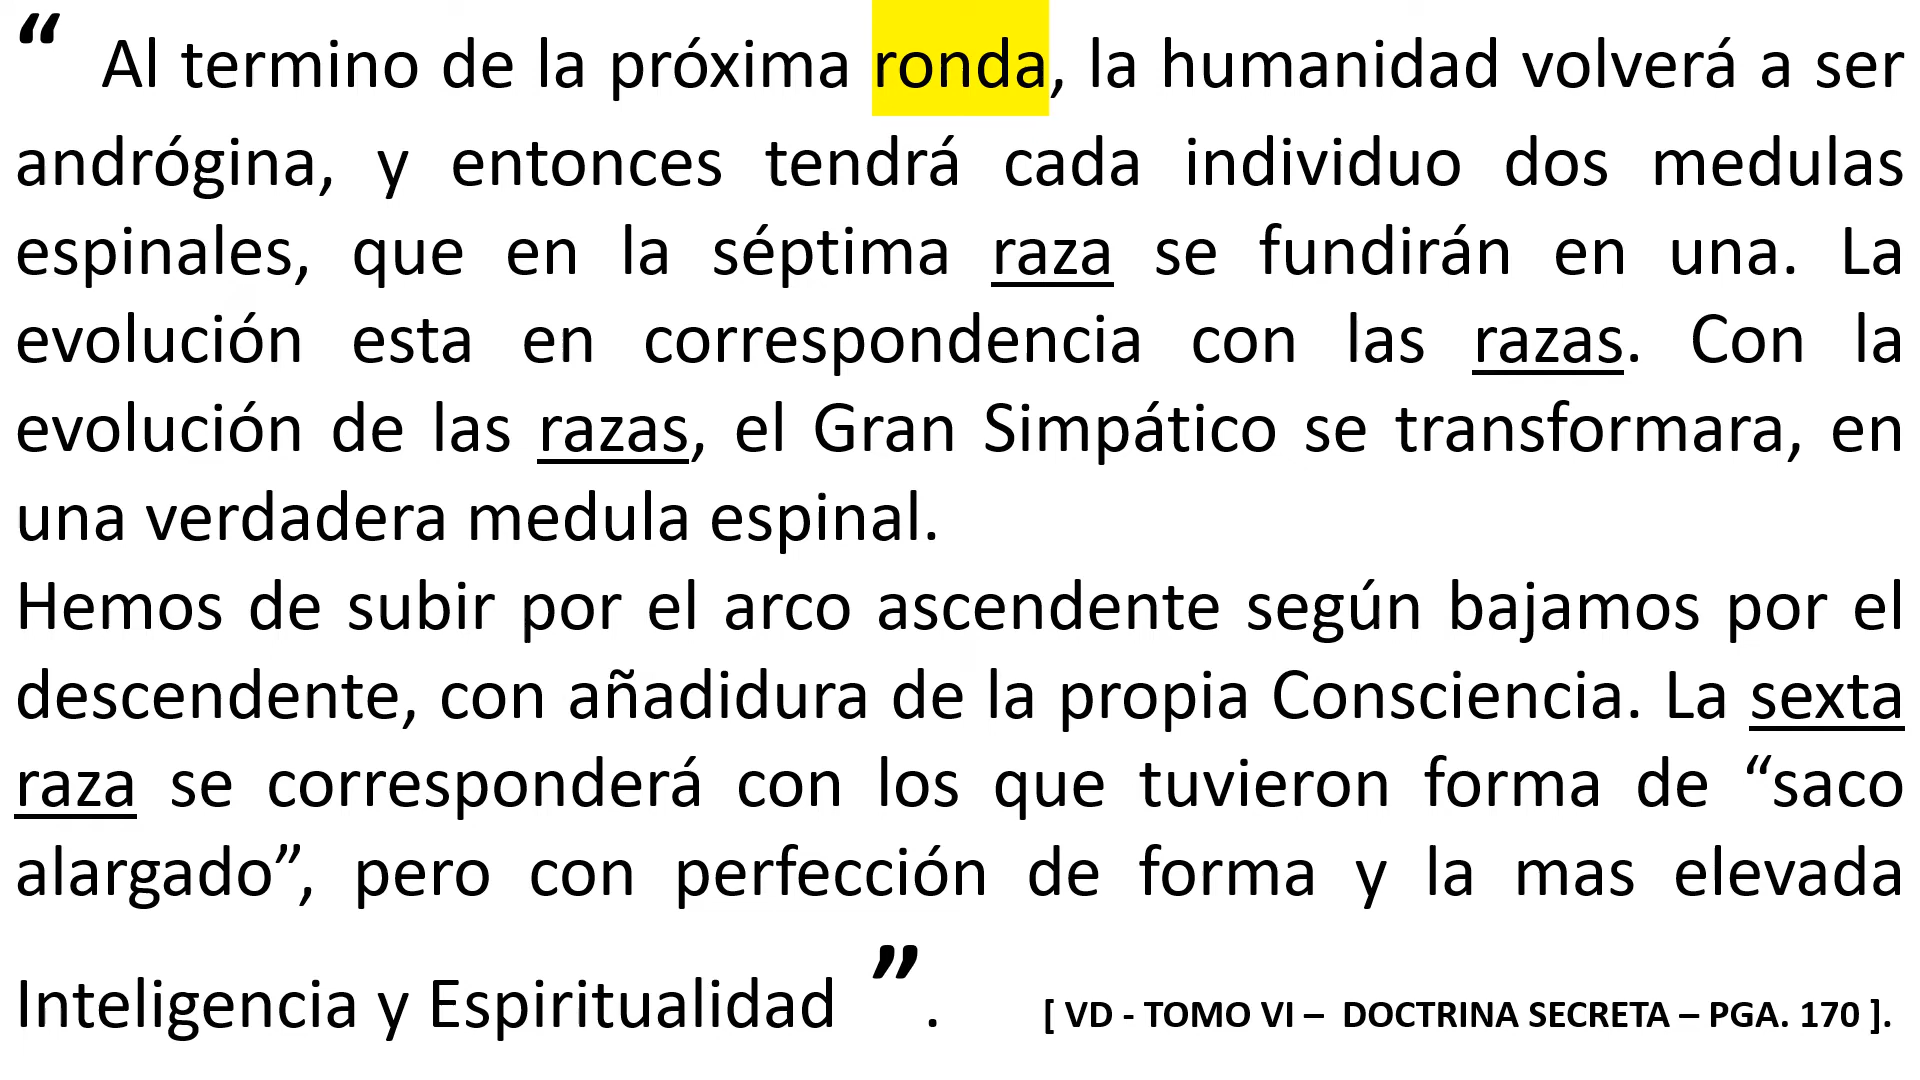 “ Al termino de la próxima ronda, la humanidad volverá a ser
andrógina, y entonces tendrá cada individuo dos medulas
espinales, que en la séptima raza se fundirán en una. La
evolución esta en correspondencia con las razas. Con la
evolución de las razas, el Gran Simpático se transformara, en
una verdadera medula espinal.
Hemos de subir por el arco ascendente según bajamos por el
descendente, con añadidura de la propia Consciencia. La sexta
raza se corresponderá con los que tuvieron forma de “saco
alargado”, pero con perfección de forma y la mas elevada
Inteligencia y Espiritualidad ”. [ VD - TOMO VI – DOCTRINA SECRETA – PGA. 170 ].